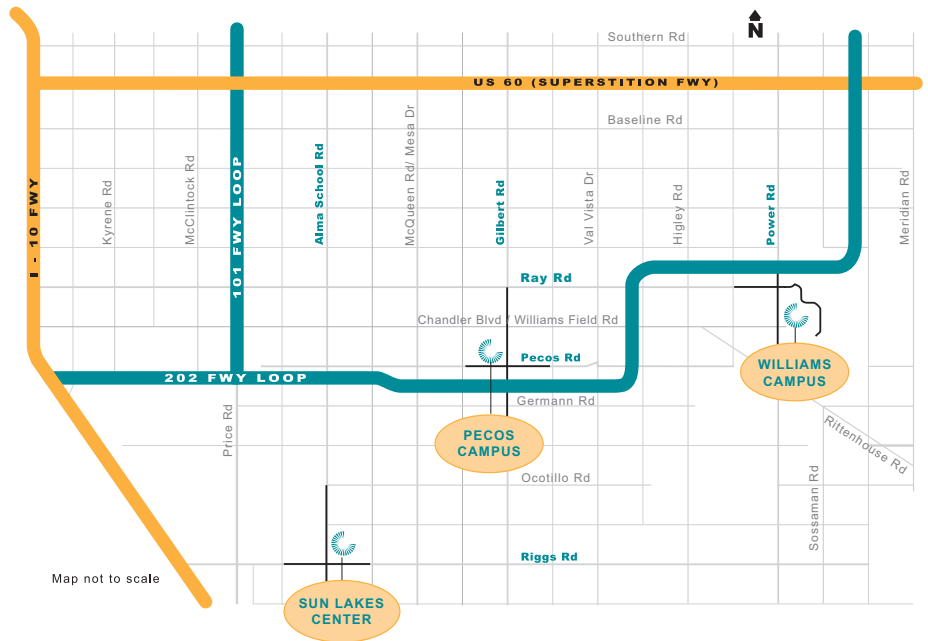 N
Southern Rd
US 60 (SUPERSTITION FWY)
Baseline Rd
I - 10 FWY
Kyrene Rd
McClintock Rd
101 FWY LOOP
Alma School Rd
McQueen Rd/ Mesa Dr
Gilbert Rd
Val Vista Dr
Higley Rd
Power Rd
Meridian Rd
Ray Rd
Chandler Blvd / Williams Field Rd
Pecos Rd
WILLIAMS
CAMPUS
202 FWY LOOP
Germann Rd
Price Rd
PECOS
CAMPUS
Rittenhouse Rd
Ocotillo Rd
Sossaman Rd
Riggs Rd
Map not to scale
SUN LAKES
CENTER